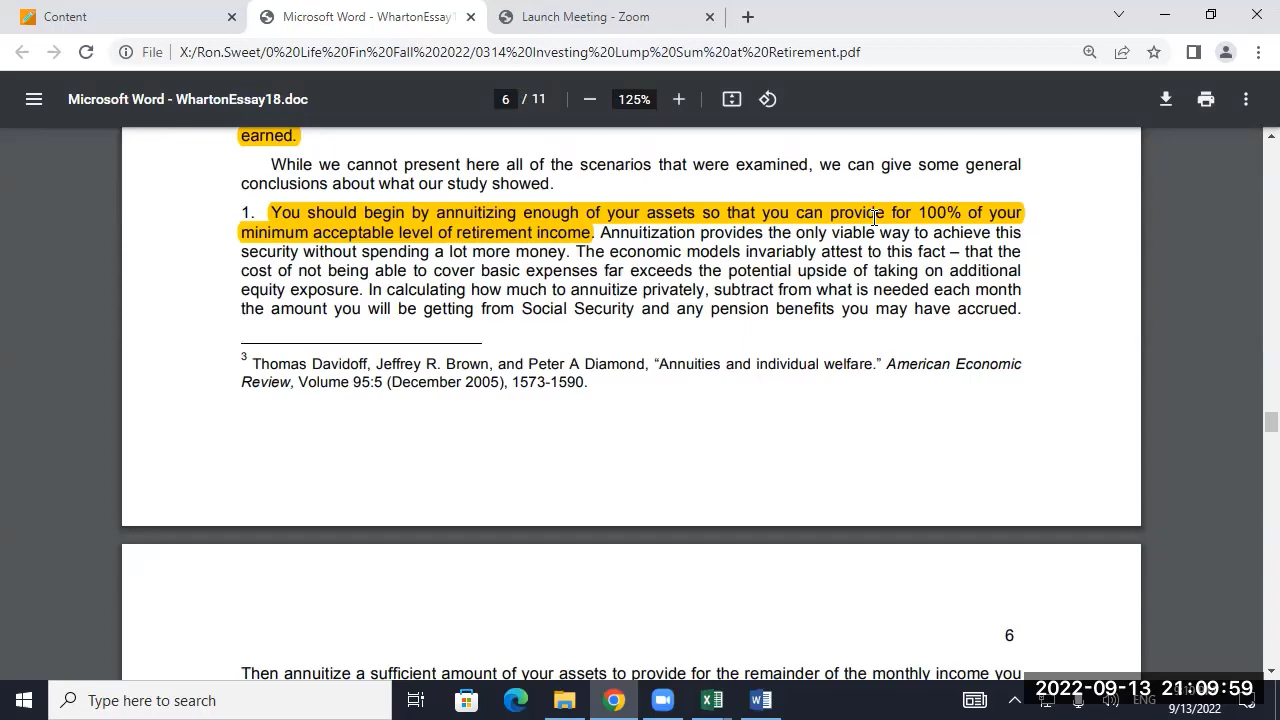 Content
Microsoft Word - WhartonEssay1
Launch Meeting - Zoom
File
X:/Ron.Sweet/0%20Life%20Fin%20Fall%202022/0314%20Investing%20Lump%20Sum%20at%20Retirement.pdf
Microsoft Word - WhartonEssay18.doc
6 / 11
125%
earned.
While we cannot present here all of the scenarios that were examined, we can give some general
conclusions about what our study showed.
1. You should begin by annuitizing enough of your assets so that you can provide for 100% of your
minimum acceptable level of retirement income. Annuitization provides the only viable way to achieve this
security without spending a lot more money. The economic models invariably attest to this fact – that the
cost of not being able to cover basic expenses far exceeds the potential upside of taking on additional
equity exposure. In calculating how much to annuitize privately, subtract from what is needed each month
the amount you will be getting from Social Security and any pension benefits you may have accrued.
3 Thomas Davidoff, Jeffrey R. Brown, and Peter A Diamond, “Annuities and individual welfare.” American Economic
Review, Volume 95:5 (December 2005), 1573-1590.
6
Then annuitize a sufficient amount of your assets to provide for the remainder of the monthly income you
Type here to search
2022-09-13 21:09:59
ENG
9/13/2022